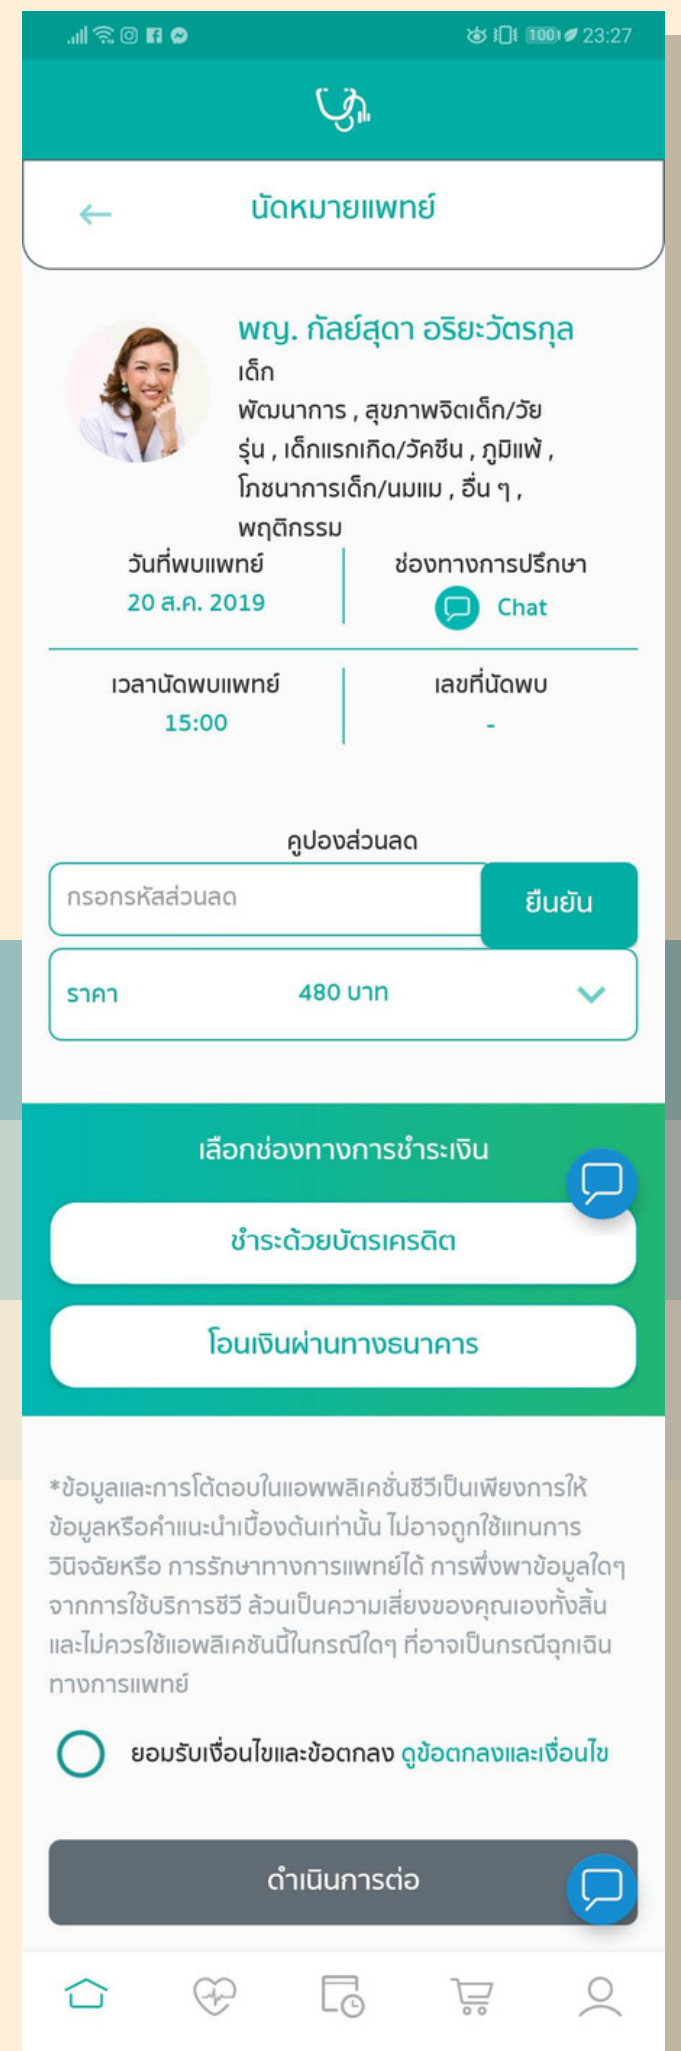 100 23:27
นัดหมายแพทย์
พญ. กัลย์สุดา อริยะวัตรกุล
เด็ก
พัฒนาการ , สุขภาพจิตเด็ก/วัย
รุ่น , เด็กแรกเกิด/วัคซีน , ภูมิแพ้ ,
โภชนาการเด็ก/นมแม่ , อื่น ๆ ,
พฤติกรรม
วันที่พบแพทย์
20 ส.ค. 2019
ช่องทางการปรึกษา
Chat
เวลานัดพบแพทย์
15:00
เลขที่นัดพบ
-
คูปองส่วนลด
กรอกรหัสส่วนลด
ยืนยัน
ราคา 480 บาท
เลือกช่องทางการชำระเงิน
ชำระด้วยบัตรเครดิต
โอนเงินผ่านทางธนาคาร
*ข้อมูลและการโต้ตอบในแอพพลิเคชั่นชีวีเป็นเพียงการให้
ข้อมูลหรือคำแนะนำเบื้องต้นเท่านั้น ไม่อาจถูกใช้แทนการ
วินิจฉัยหรือ การรักษาทางการแพทย์ได้ การพึ่งพาข้อมูลใดๆ
จากการใช้บริการชีวี ล้วนเป็นความเสี่ยงของคุณเองทั้งสิ้น
และไม่ควรใช้แอพลิเคชันนี้ในกรณีใดๆ ที่อาจเป็นกรณีฉุกเฉิน
ทางการแพทย์
ยอมรับเงื่อนไขและข้อตกลง ดูข้อตกลงและเงื่อนไข
ดำเนินการต่อ